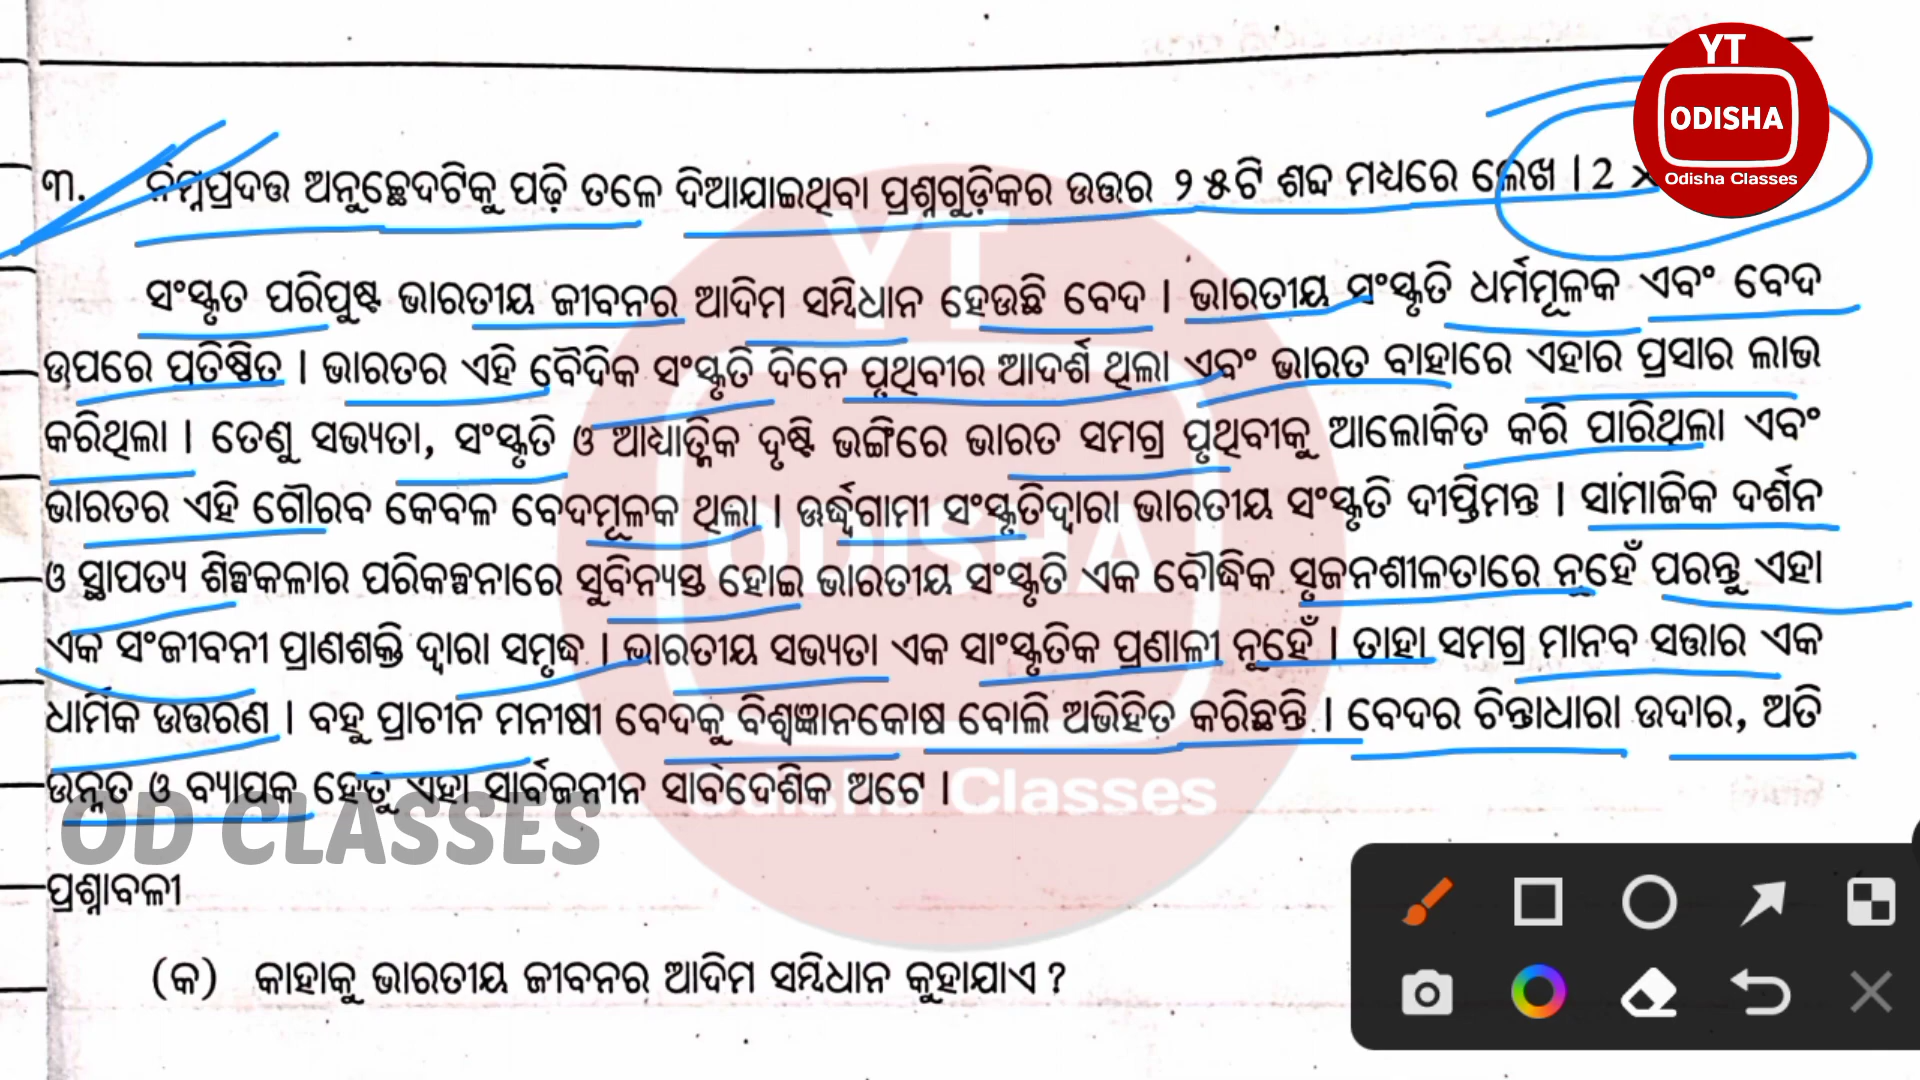 YT
ODISHA
Odisha Classes
୩. ନିମ୍ନପ୍ରଦତ୍ତ ଅନୁଚ୍ଛେଦଟିକୁ ପଢ଼ି ତଳେ ଦିଆଯାଇଥିବା ପ୍ରଶ୍ନଗୁଡ଼ିକର ଉତ୍ତର ୨୫ଟି ଶବ୍ଦ ମଧ୍ୟରେ ଲେଖ । 2 x
ସଂସ୍କୃତ ପରିପୁଷ୍ଟ ଭାରତୀୟ ଜୀବନର ଆଦିମ ସମ୍ବିଧାନ ହେଉଛି ବେଦ । ଭାରତୀୟ ସଂସ୍କୃତି ଧର୍ମମୂଳକ ଏବଂ ବେଦ
ଉପରେ ପ୍ରତିଷ୍ଠିତ । ଭାରତର ଏହି ବୈଦିକ ସଂସ୍କୃତି ଦିନେ ପୃଥିବୀର ଆଦର୍ଶ ଥିଲା ଏବଂ ଭାରତ ବାହାରେ ଏହାର ପ୍ରସାର ଲାଭ
କରିଥିଲା । ତେଣୁ ସଭ୍ୟତା, ସଂସ୍କୃତି ଓ ଆଧ୍ୟାତ୍ମିକ ଦୃଷ୍ଟି ଭଙ୍ଗିରେ ଭାରତ ସମଗ୍ର ପୃଥିବୀକୁ ଆଲୋକିତ କରି ପାରିଥିଲା ଏବଂ
ଭାରତର ଏହି ଗୌରବ କେବଳ ବେଦମୂଳକ ଥିଲା । ଊର୍ଦ୍ଧ୍ୱଗାମୀ ସଂସ୍କୃତିଦ୍ୱାରା ଭାରତୀୟ ସଂସ୍କୃତି ଦୀପ୍ତିମନ୍ତ । ସାମାଜିକ ଦର୍ଶନ
ଓ ସ୍ଥାପତ୍ୟ ଶିଳ୍ପକଳାର ପରିକଳ୍ପନାରେ ସୁବିନ୍ୟସ୍ତ ହୋଇ ଭାରତୀୟ ସଂସ୍କୃତି ଏକ ବୌଦ୍ଧିକ ସୃଜନଶୀଳତାରେ ନୁହେଁ ପରନ୍ତୁ ଏହା
ଏକ ସଂଜୀବନୀ ପ୍ରାଣଶକ୍ତି ଦ୍ୱାରା ସମୃଦ୍ଧ । ଭାରତୀୟ ସଭ୍ୟତା ଏକ ସାଂସ୍କୃତିକ ପ୍ରଣାଳୀ ନୁହେଁ । ତାହା ସମଗ୍ର ମାନବ ସତ୍ତାର ଏକ
ଧାର୍ମିକ ଉତ୍ତରଣ । ବହୁ ପ୍ରାଚୀନ ମନୀଷୀ ବେଦକୁ ବିଶ୍ୱଜ୍ଞାନକୋଷ ବୋଲି ଅଭିହିତ କରିଛନ୍ତି । ବେଦର ଚିନ୍ତାଧାରା ଉଦାର, ଅତି
ଉନ୍ନତ ଓ ବ୍ୟାପକ ହେତୁ ଏହା ସାର୍ବଜନୀନ ସାର୍ବଦେଶିକ ଅଟେ ।
OD CLASSES
ପ୍ରଶ୍ନାବଳୀ
(କ) କାହାକୁ ଭାରତୀୟ ଜୀବନର ଆଦିମ ସମ୍ବିଧାନ କୁହାଯାଏ ?